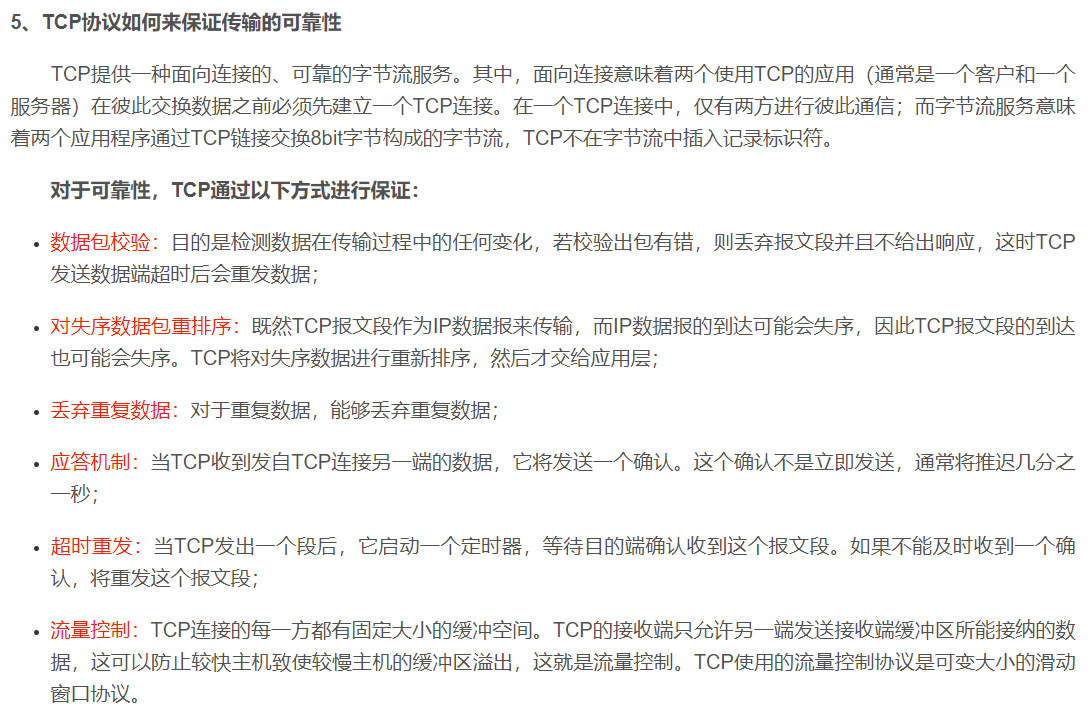 5、TCP协议如何来保证传输的可靠性
TCP提供一种面向连接的、可靠的字节流服务。其中，面向连接意味着两个使用TCP的应用（通常是一个客户和一个
服务器）在彼此交换数据之前必须先建立一个TCP连接。在一个TCP连接中，仅有两方进行彼此通信；而字节流服务意味
着两个应用程序通过TCP链接交换8bit字节构成的字节流，TCP不在字节流中插入记录标识符。
对于可靠性，TCP通过以下方式进行保证：
• 数据包校验：目的是检测数据在传输过程中的任何变化，若校验出包有错，则丢弃报文段并且不给出响应，这时TCP
发送数据端超时后会重发数据；
• 对失序数据包重排序：既然TCP报文段作为IP数据报来传输，而IP数据报的到达可能会失序，因此TCP报文段的到达
也可能会失序。TCP将对失序数据进行重新排序，然后才交给应用层；
• 丢弃重复数据：对于重复数据，能够丢弃重复数据；
• 应答机制：当TCP收到发自TCP连接另一端的数据，它将发送一个确认。这个确认不是立即发送，通常将推迟几分之
一秒；
• 超时重发：当TCP发出一个段后，它启动一个定时器，等待目的端确认收到这个报文段。如果不能及时收到一个确
认，将重发这个报文段；
• 流量控制：TCP连接的每一方都有固定大小的缓冲空间。TCP的接收端只允许另一端发送接收端缓冲区所能接纳的数
据，这可以防止较快主机致使较慢主机的缓冲区溢出，这就是流量控制。TCP使用的流量控制协议是可变大小的滑动
窗口协议。